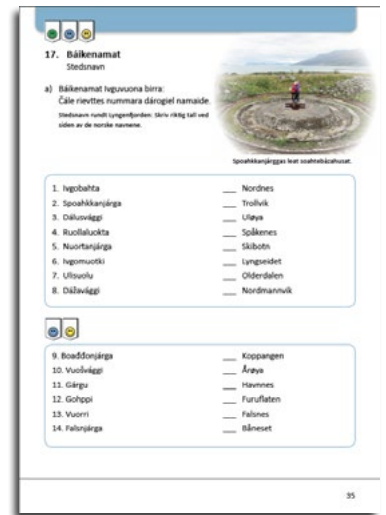 17. Báikenamat
Stedsnavn
a) Báikenamat Ivguvuona birra:
Čále rievttes nummara dárogiel namaide.
Stedsnavn rundt Lyngenfjorden: Skriv riktig tall ved
siden av de norske navnene.
Spoahkkanjárggas leat soahtebázahusat.
1. Ivgobahta ___ Nordnes
2. Spoahkkanjárga ___ Trollvik
3. Dálusvággi ___ Uløya
4. Ruollaluokta ___ Spåkenes
5. Nuortanjárga ___ Skibotn
6. Ivgomuotki ___ Lyngseidet
7. Ulisuolu ___ Olderdalen
8. Dážavággi ___ Nordmannvik
9. Boađđonjárga ___ Koppangen
10. Vuošvággi ___ Årøya
11. Gárgu ___ Havnnes
12. Gohppi ___ Furuflaten
13. Vuorri ___ Falsnes
14. Falsnjárga ___ Båneset
35